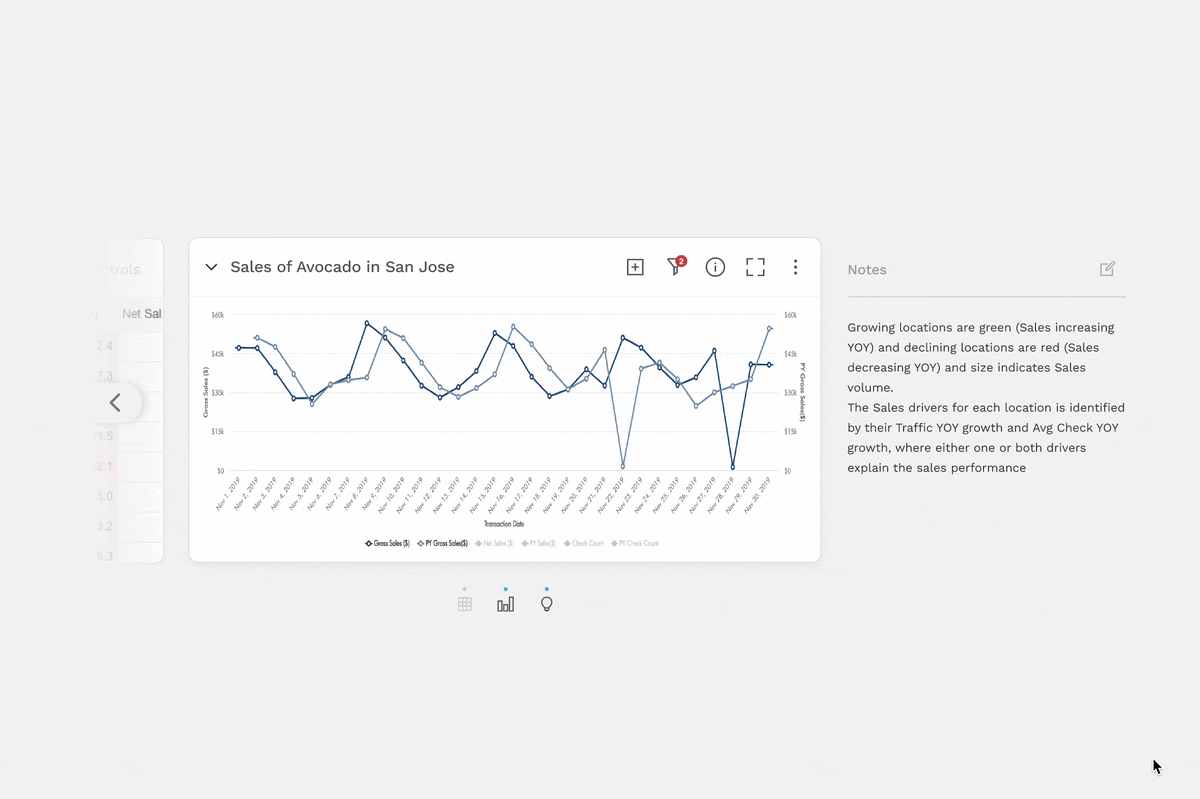 strols
Net Sal
2.4
7.3
11.5
-2.1
3.0
3.2
6.3
Sales of Avocado in San Jose
2
$60k
$45k
$30k
$15k
$0
Gross Sales ($)
$60k
$45k
$30k
$15k
$0
PY Gross Sales($)
Nov 1, 2019
Nov 2, 2019
Nov 3, 2019
Nov 4, 2019
Nov 5, 2019
Nov 6, 2019
Nov 7, 2019
Nov 8, 2019
Nov 9, 2019
Nov 10, 2019
Nov 11, 2019
Nov 12, 2019
Nov 13, 2019
Nov 14, 2019
Nov 15, 2019
Nov 16, 2019
Nov 17, 2019
Nov 18, 2019
Nov 19, 2019
Nov 20, 2019
Nov 21, 2019
Nov 22, 2019
Nov 23, 2019
Nov 24, 2019
Nov 25, 2019
Nov 26, 2019
Nov 27, 2019
Nov 28, 2019
Nov 29, 2019
Nov 30, 2019
Transaction Date
Gross Sales ($) PY Gross Sales($) Net Sales ($) PY Sales($) Check Count PY Check Count
Notes
Growing locations are green (Sales increasing
YOY) and declining locations are red (Sales
decreasing YOY) and size indicates Sales
volume.
The Sales drivers for each location is identified
by their Traffic YOY growth and Avg Check YOY
growth, where either one or both drivers
explain the sales performance